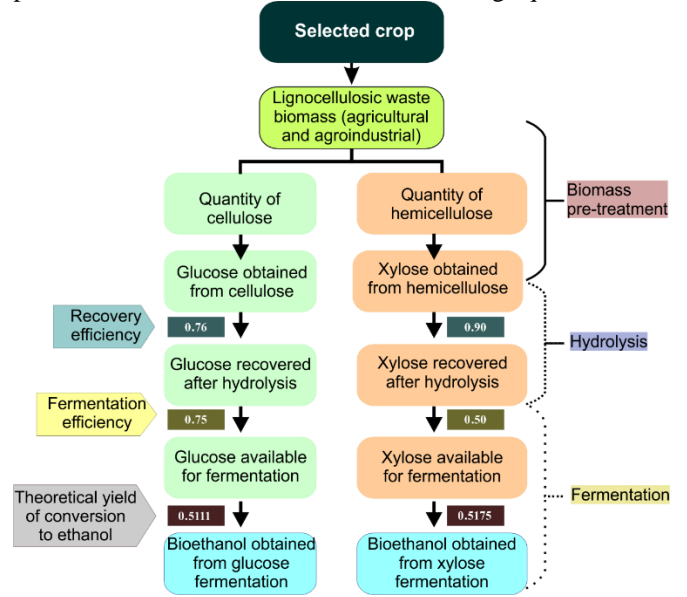 Selected crop
Lignocellulosic waste
biomass (agricultural
and agroindustrial)
Quantity of
cellulose
Quantity of
hemicellulose
Biomass
pre-treatment
Glucose obtained
from cellulose
Xylose obtained
from hemicellulose
Recovery
efficiency
0.76
0.90
Hydrolysis
Glucose recovered
after hydrolysis
Xylose recovered
after hydrolysis
Fermentation
efficiency
0.75
0.50
Glucose available
for fermentation
Xylose available
for fermentation
Fermentation
Theoretical yield
of conversion
to ethanol
0.5111
0.5175
Bioethanol obtained
from glucose
fermentation
Bioethanol obtained
from xylose
fermentation